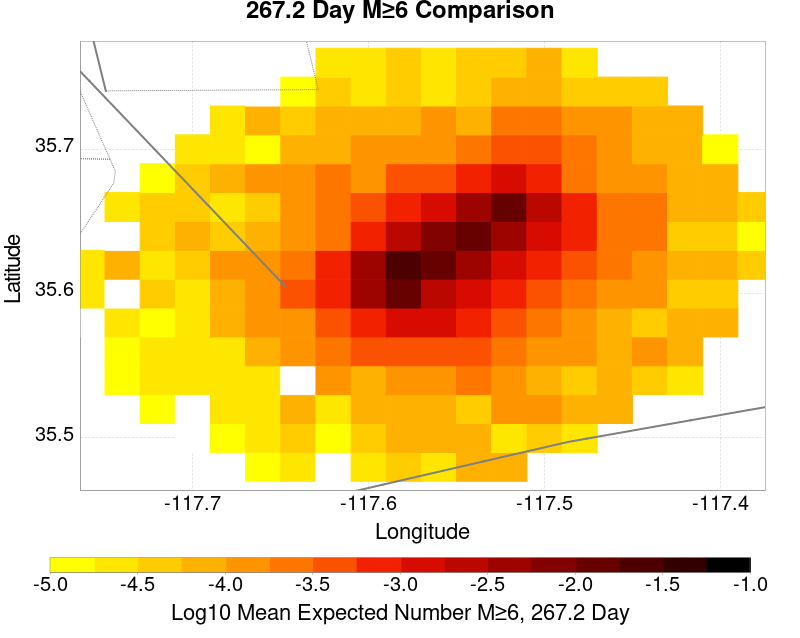 267.2 Day M≥6 Comparison
35.7
35.6
35.5
Latitude
-117.7 -117.6 -117.5 -117.4
Longitude
-5.0 -4.5 -4.0 -3.5 -3.0 -2.5 -2.0 -1.5 -1.0
Log10 Mean Expected Number M≥6, 267.2 Day